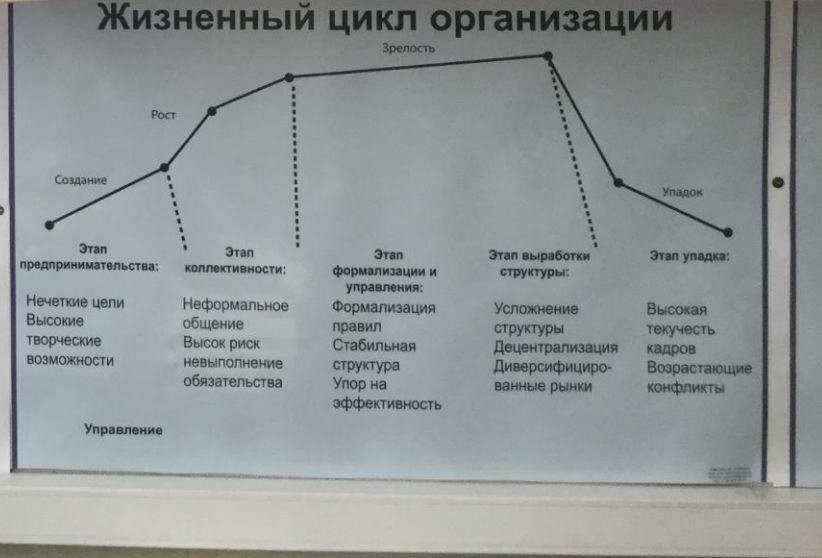 Жизненный цикл организации
Зрелость
Рост
Создание
Упадок
Этап
предпринимательства:
Нечеткие цели
Высокие
творческие
возможности
Этап
коллективности:
Неформальное
общение
Высок риск
невыполнение
обязательства
Этап
формализации и
управления:
Формализация
правил
Стабильная
структура
Упор на
эффективность
Этап выработки
структуры:
Усложнение
структуры
Децентрализация
Диверсифициро-
ванные рынки
Этап упадка:
Высокая
текучесть
кадров
Возрастающие
конфликты
Управление